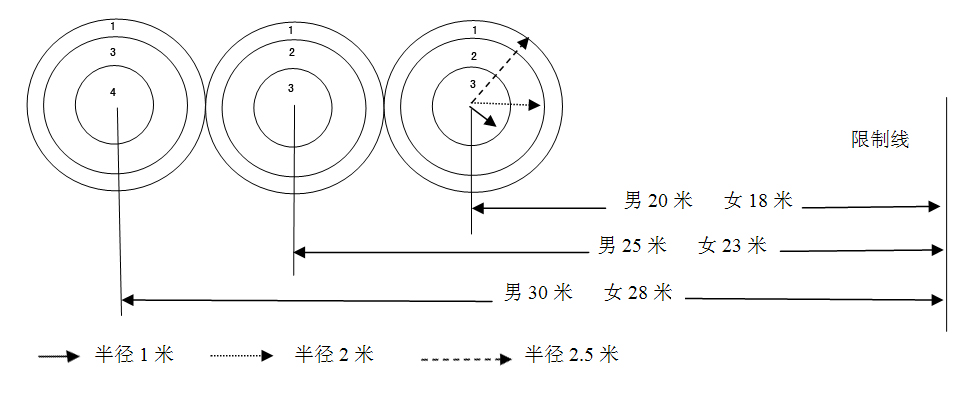 1 1 1
3 2 2
4 3 3
限制线
男 20 米 女 18 米
男 25 米 女 23 米
男 30 米 女 28 米
半径 1 米 半径 2 米 半径 2.5 米